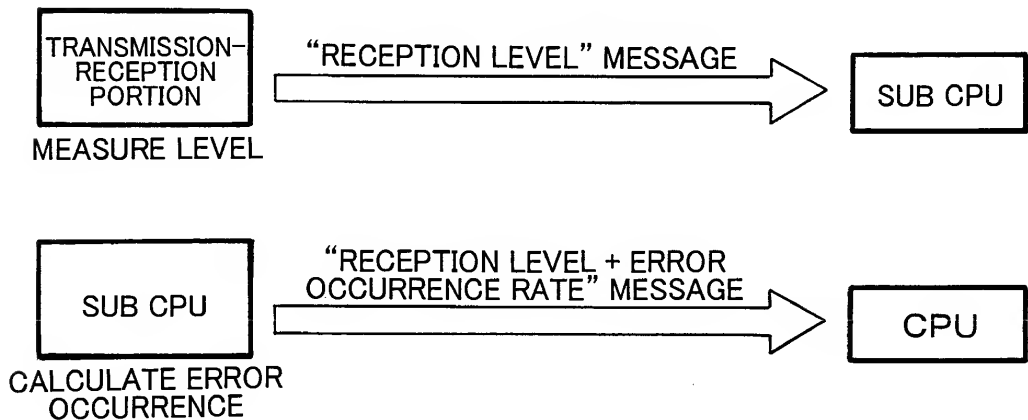 TRANSMISSION-
RECEPTION
PORTION
MEASURE LEVEL
“RECEPTION LEVEL” MESSAGE
SUB CPU
SUB CPU
CALCULATE ERROR
OCCURRENCE
“RECEPTION LEVEL + ERROR
OCCURRENCE RATE” MESSAGE
CPU